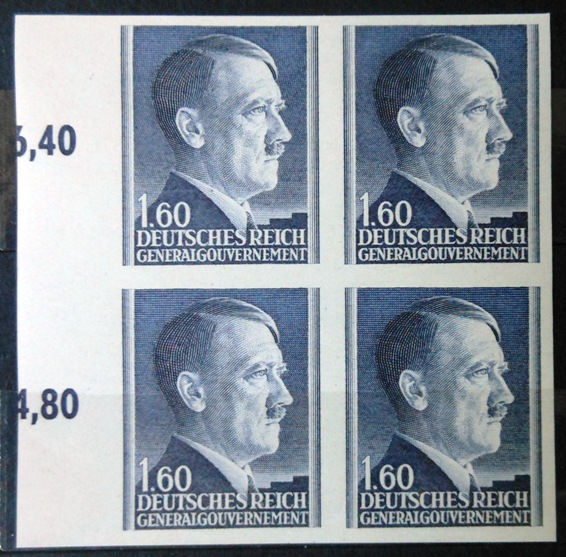 6,40
1.60
DEUTSCHES REICH
GENERALGOUVERNEMENT
1.60
DEUTSCHES REICH
GENERALGOUVERNEMENT
4,80
1.60
DEUTSCHES REICH
GENERALGOUVERNEMENT
1.60
DEUTSCHES REICH
GENERALGOUVERNEMENT